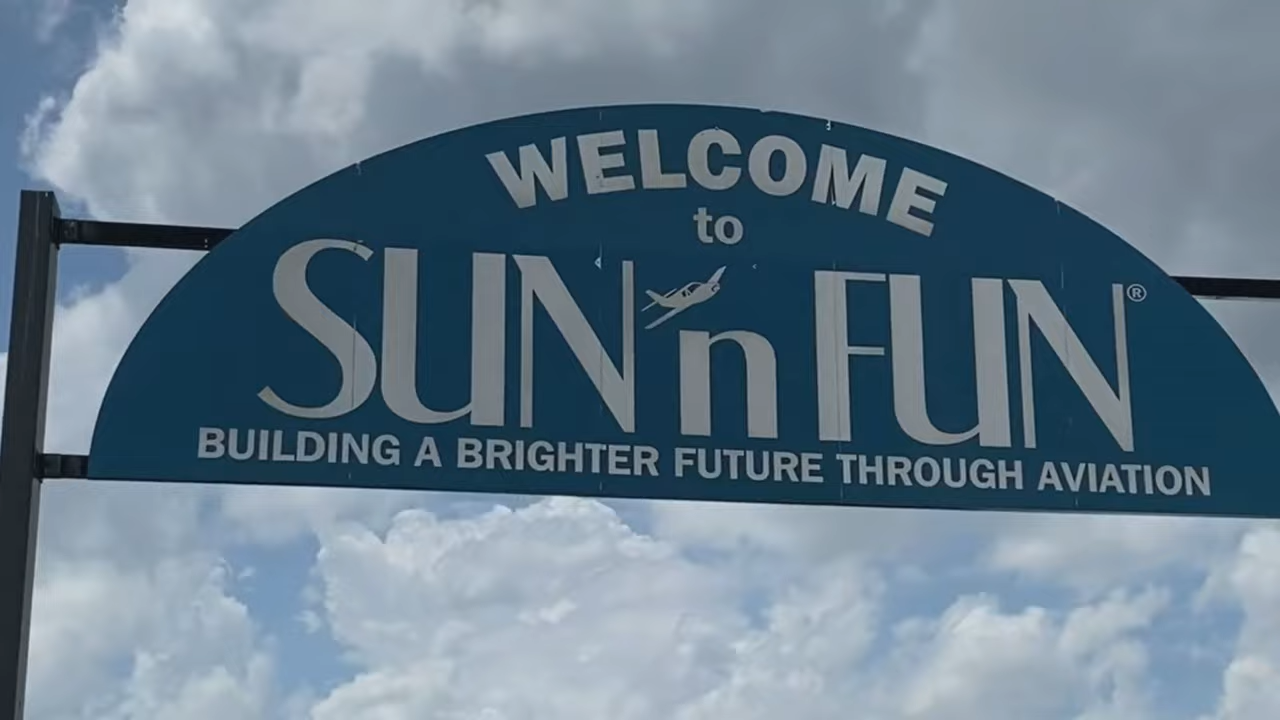 WELCOME
to
SUN 'n FUN®
BUILDING A BRIGHTER FUTURE THROUGH AVIATION